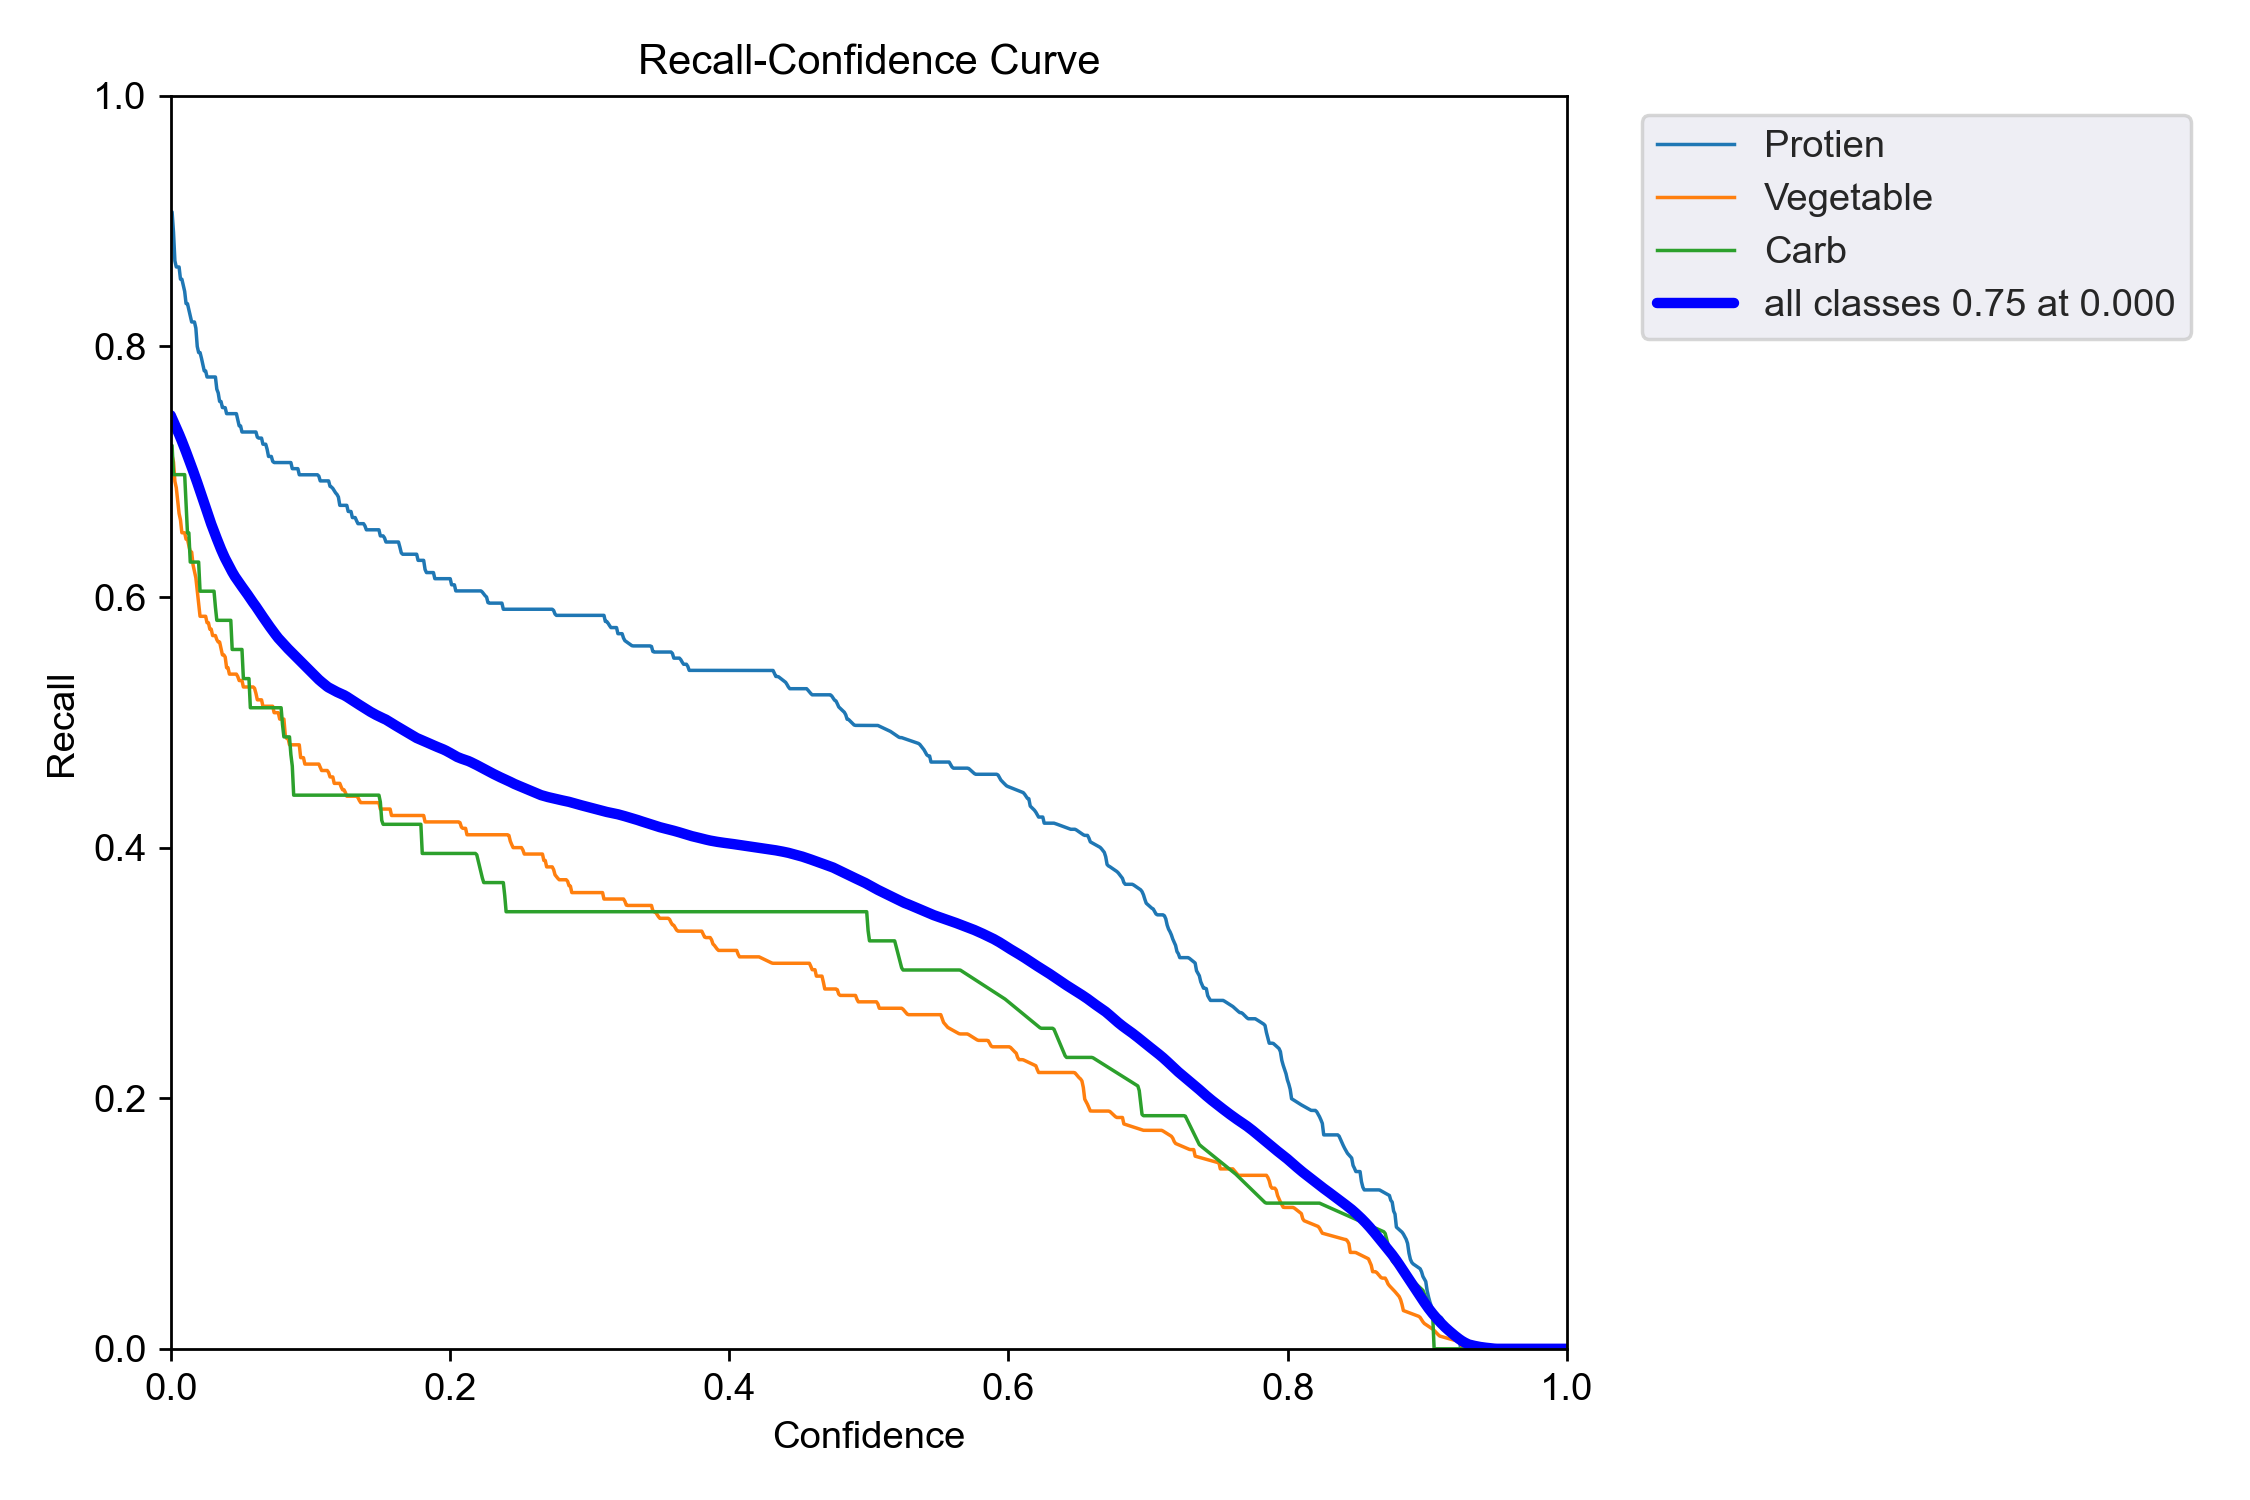 Recall-Confidence Curve
1.0
0.8
0.6
0.4
0.2
0.0
Recall
0.0 0.2 0.4 0.6 0.8 1.0
Confidence
Protien
Vegetable
Carb
all classes 0.75 at 0.000